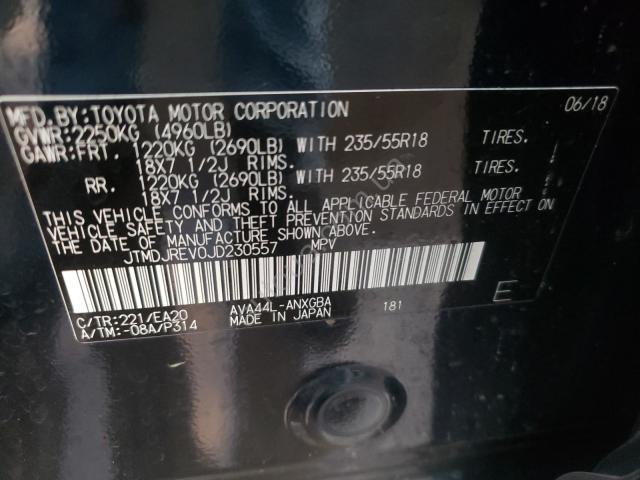 MFD.BY:TOYOTA MOTOR CORPORATION 06/18
GVWR:2250KG (4960LB)
GAWR:FRT. 1220KG (2690LB) WITH 235/55R18 TIRES.
18X7 1/2J RIMS.
RR. 1220KG (2690LB) WITH 235/55R18 TIRES.
18X7 1/2J RIMS.
THIS VEHICLE CONFORMS TO ALL APPLICABLE FEDERAL MOTOR
VEHICLE SAFETY AND THEFT PREVENTION STANDARDS IN EFFECT ON
THE DATE OF MANUFACTURE SHOWN ABOVE.
JTMDJREV0JD230557 MPV
C/TR:221/EA20 AVA44L-ANXGBA 181 E
A/TM:-08A/P314 MADE IN JAPAN